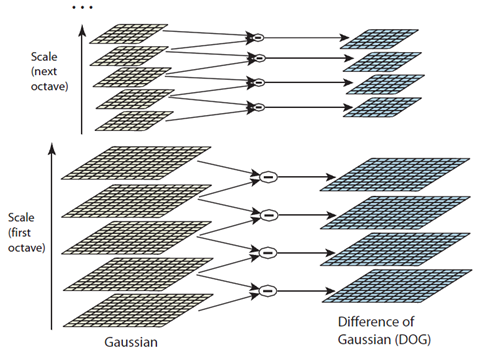 ...
Scale
(next
octave)
Scale
(first
octave)
Gaussian
Difference of
Gaussian (DOG)